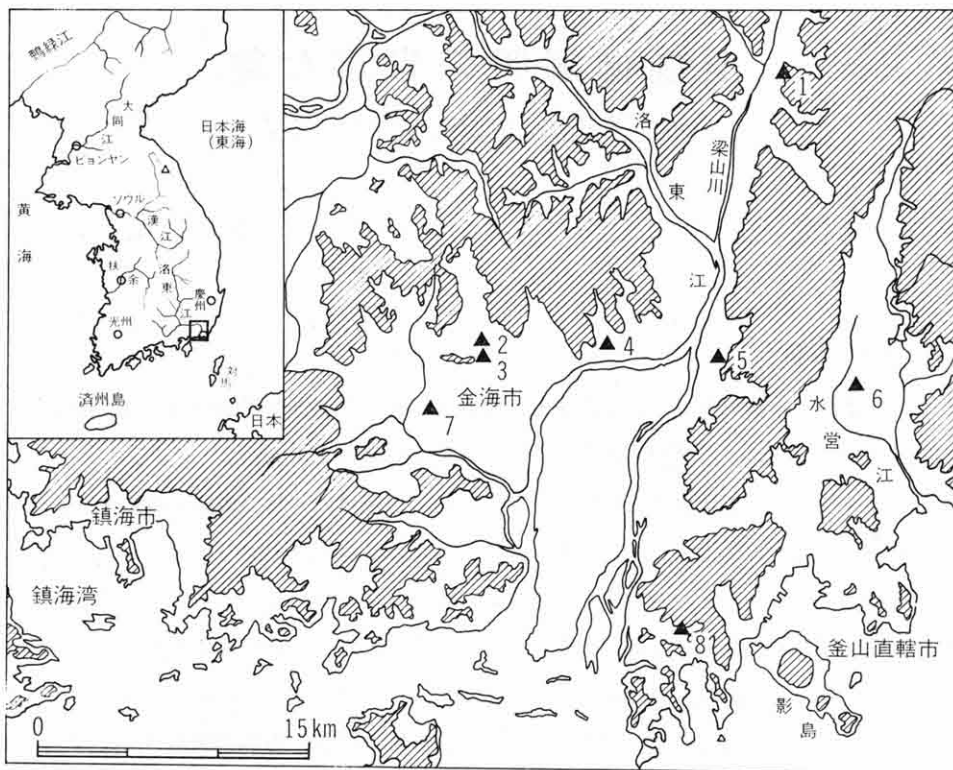 鴨緑江
大同江
ピョンヤン
日本海
(東海)
ソウル
漢江
黄海
扶余
洛東江
慶州
光州
対馬
済州島
日本
洛東江
梁山川
1
2
3
4
5
6
7
8
金海市
水営江
鎮海市
鎮海湾
釜山直轄市
影島
0
15km